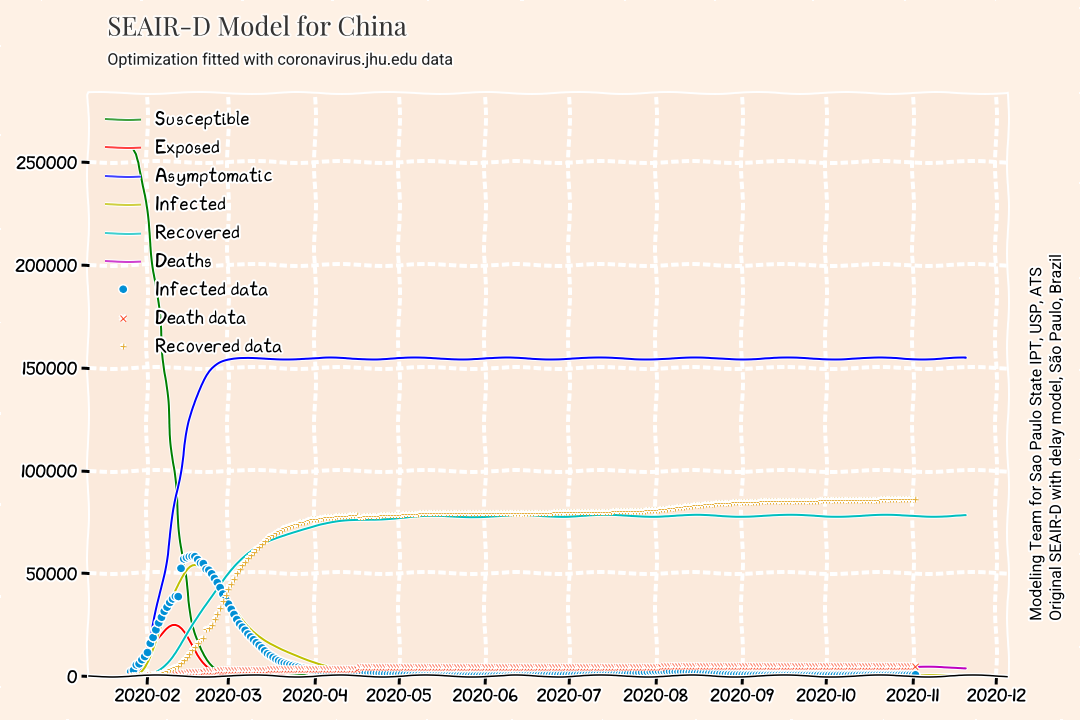 SEAIR-D Model for China
Optimization fitted with coronavirus.jhu.edu data
Susceptible
Exposed
Asymptomatic
Infected
Recovered
Deaths
Infected data
Death data
Recovered data
250000
200000
150000
100000
50000
0
2020-02 2020-03 2020-04 2020-05 2020-06 2020-07 2020-08 2020-09 2020-10 2020-11 2020-12
Modeling Team for Sao Paulo State IPT, USP, ATS
Original SEAIR-D with delay model, São Paulo, Brazil